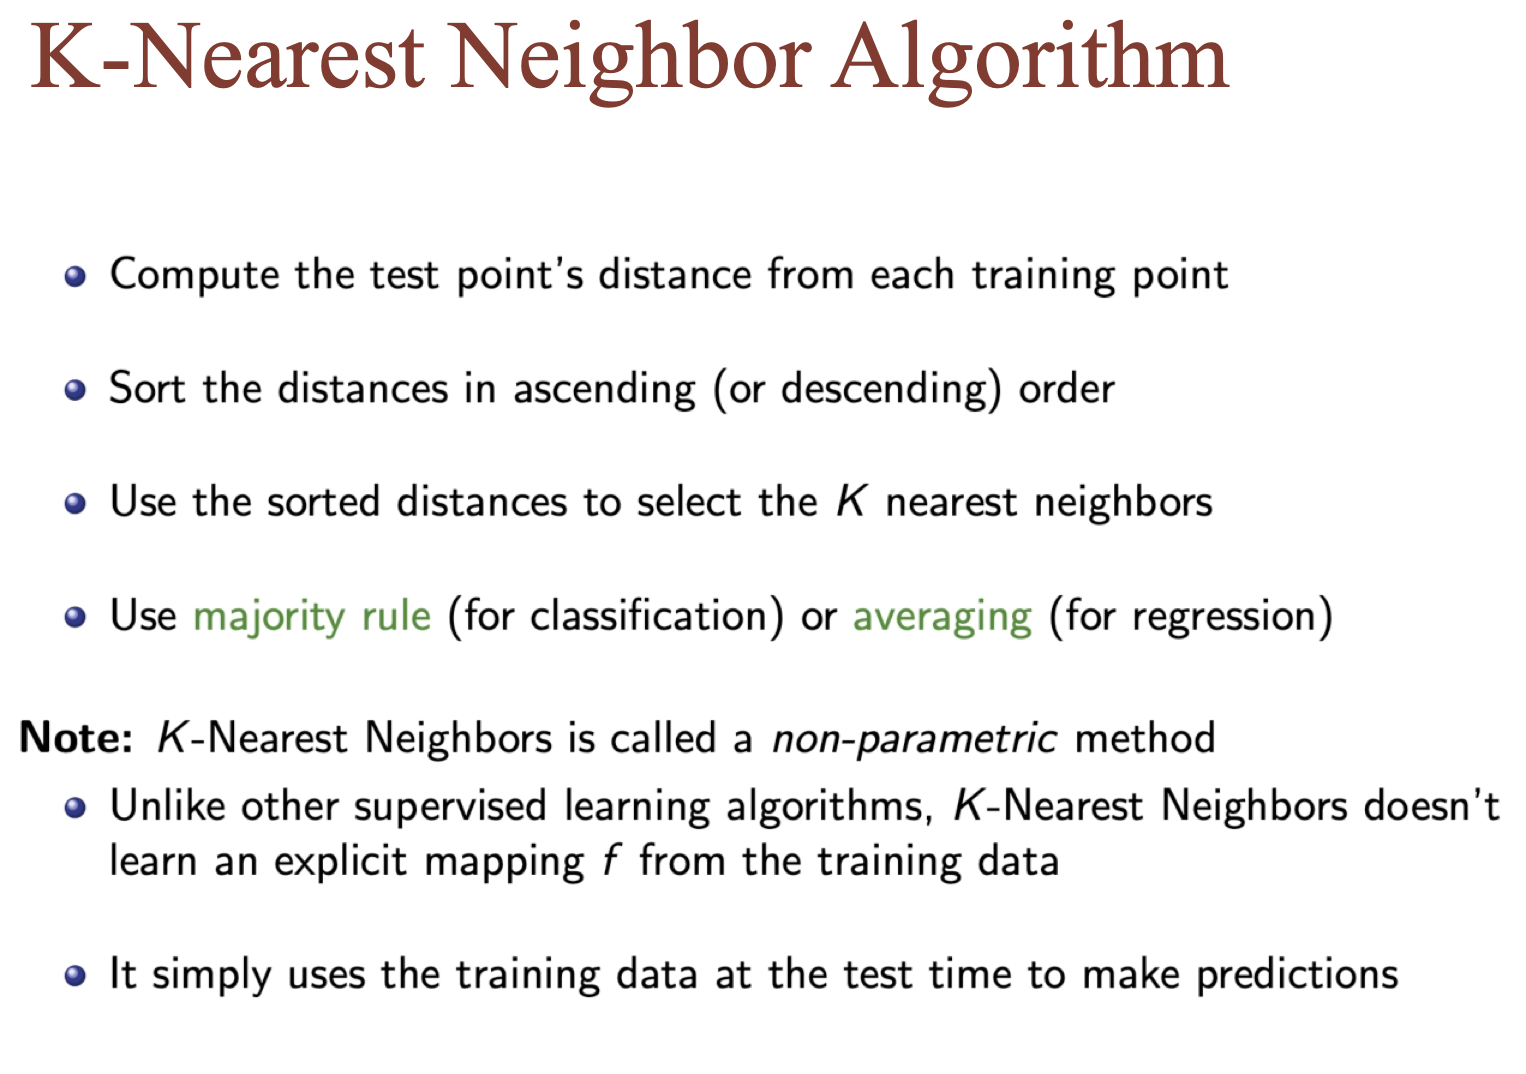 K-Nearest Neighbor Algorithm
Compute the test point's distance from each training point
Sort the distances in ascending (or descending) order
Use the sorted distances to select the K nearest neighbors
Use majority rule (for classification) or averaging (for regression)
Note: K-Nearest Neighbors is called a non-parametric method
Unlike other supervised learning algorithms, K-Nearest Neighbors doesn't
learn an explicit mapping f from the training data
It simply uses the training data at the test time to make predictions